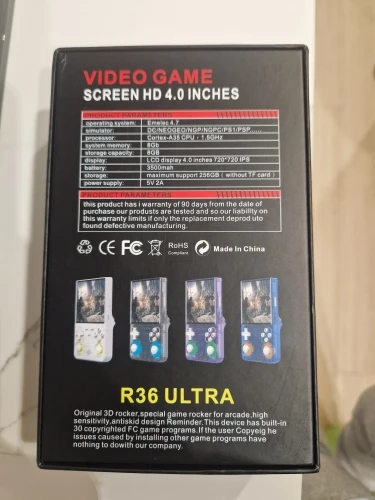 VIDEO GAME
SCREEN HD 4.0 INCHES
PRODUCT PARAMETERS
operating system: Emelec 4.7
simulator: DC/NEOGEO/NGP/NGPC/PS1/PSP......
processor: Cortex-A35 CPU · 1.8GHz
system memory: 8Gb
storage capacity: 8GB
display: LCD display 4.0 inches 720*720 IPS
battery: 3500mah
storage: maximum support 256GB ( without TF card )
power supply: 5V 2A
PRODUCT PARAMETERS
this product has i warranty of 90 days from the date of
purchase our produts are tested and so our liability on
this warranty limits if only the replacement deprod uto
found defective manufacturing.
CE FC RoHS Compliant Made In China
R36 ULTRA
Original 3D rocker,special game rocker for arcade,high
sensitivity,antiskid design Reminder.This device has built-in
30 copyrighted FC game programs.If the user Copyeig he
issues caused by installing other game programs have
nothing to dowith our company.